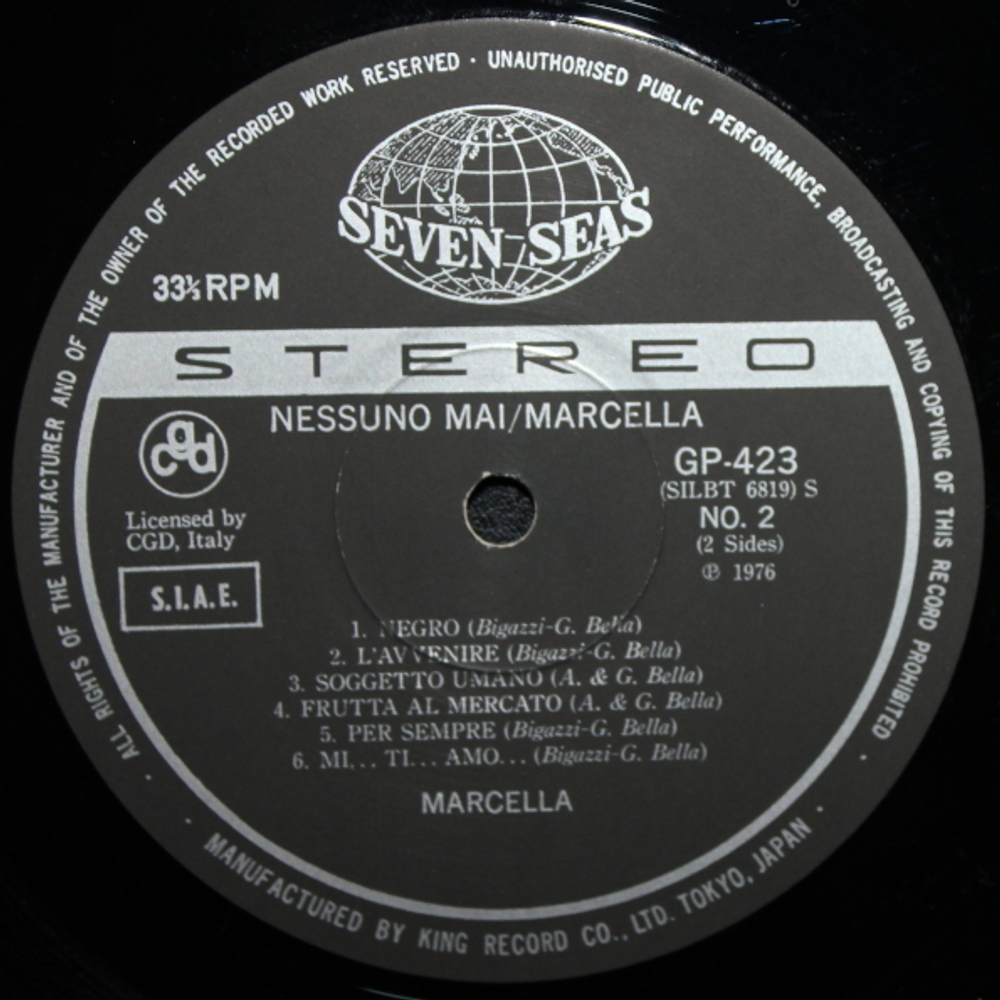 ALL RIGHTS OF THE MANUFACTURER AND OF THE OWNER OF THE RECORDED WORK RESERVED · UNAUTHORISED PUBLIC PERFORMANCE, BROADCASTING AND COPYING OF THIS RECORD PROHIBITED ·
SEVEN SEAS
33⅓ RPM
STEREO
NESSUNO MAI/MARCELLA
cgd
Licensed by
CGD, Italy
S.I.A.E.
GP-423
(SILBT 6819) S
NO. 2
(2 Sides)
℗ 1976
1. NEGRO (Bigazzi-G. Bella)
2. L'AVVENIRE (Bigazzi-G. Bella)
3. SOGGETTO UMANO (A. & G. Bella)
4. FRUTTA AL MERCATO (A. & G. Bella)
5. PER SEMPRE (Bigazzi-G. Bella)
6. MI... TI... AMO... (Bigazzi-G. Bella)
MARCELLA
· MANUFACTURED BY KING RECORD CO., LTD. TOKYO, JAPAN ·